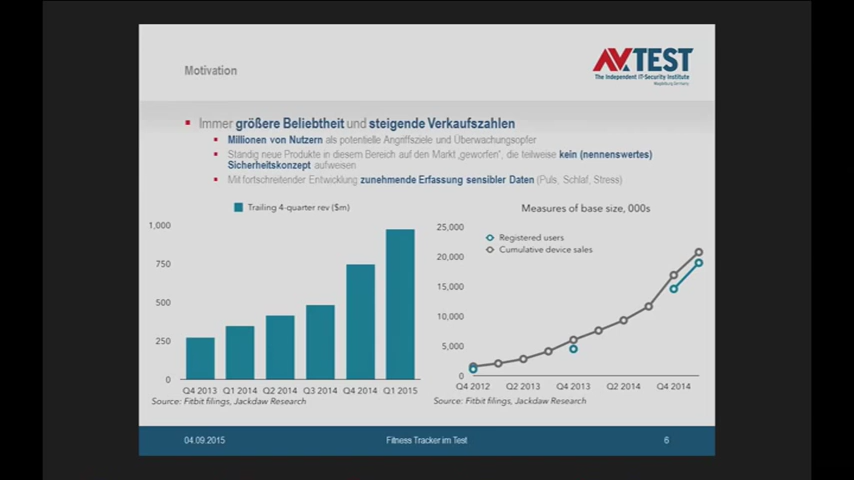 Motivation
AV TEST
The Independent IT-Security Institute
Magdeburg Germany
Immer größere Beliebtheit und steigende Verkaufszahlen
Millionen von Nutzern als potentielle Angriffsziele und Überwachungsopfer
Ständig neue Produkte in diesem Bereich auf den Markt „geworfen“, die teilweise kein (nennenswertes)
Sicherheitskonzept aufweisen
Mit fortschreitender Entwicklung zunehmende Erfassung sensibler Daten (Puls, Schlaf, Stress)
Trailing 4-quarter rev ($m)
1,000
750
500
250
0
Q4 2013 Q1 2014 Q2 2014 Q3 2014 Q4 2014 Q1 2015
Source: Fitbit filings, Jackdaw Research
Measures of base size, 000s
25,000
Registered users
Cumulative device sales
20,000
15,000
10,000
5,000
0
Q4 2012 Q2 2013 Q4 2013 Q2 2014 Q4 2014
Source: Fitbit filings, Jackdaw Research
04.09.2015 Fitness Tracker im Test 6